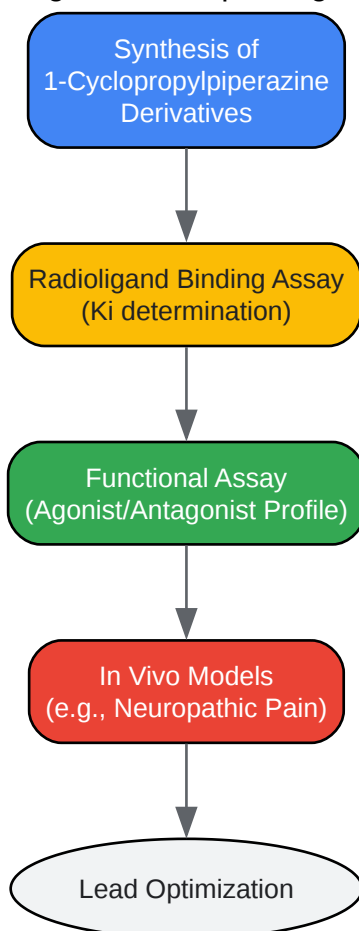 Synthesis of
1-Cyclopropylpiperazine
Derivatives
Radioligand Binding Assay
(Ki determination)
Functional Assay
(Agonist/Antagonist Profile)
In Vivo Models
(e.g., Neuropathic Pain)
Lead Optimization